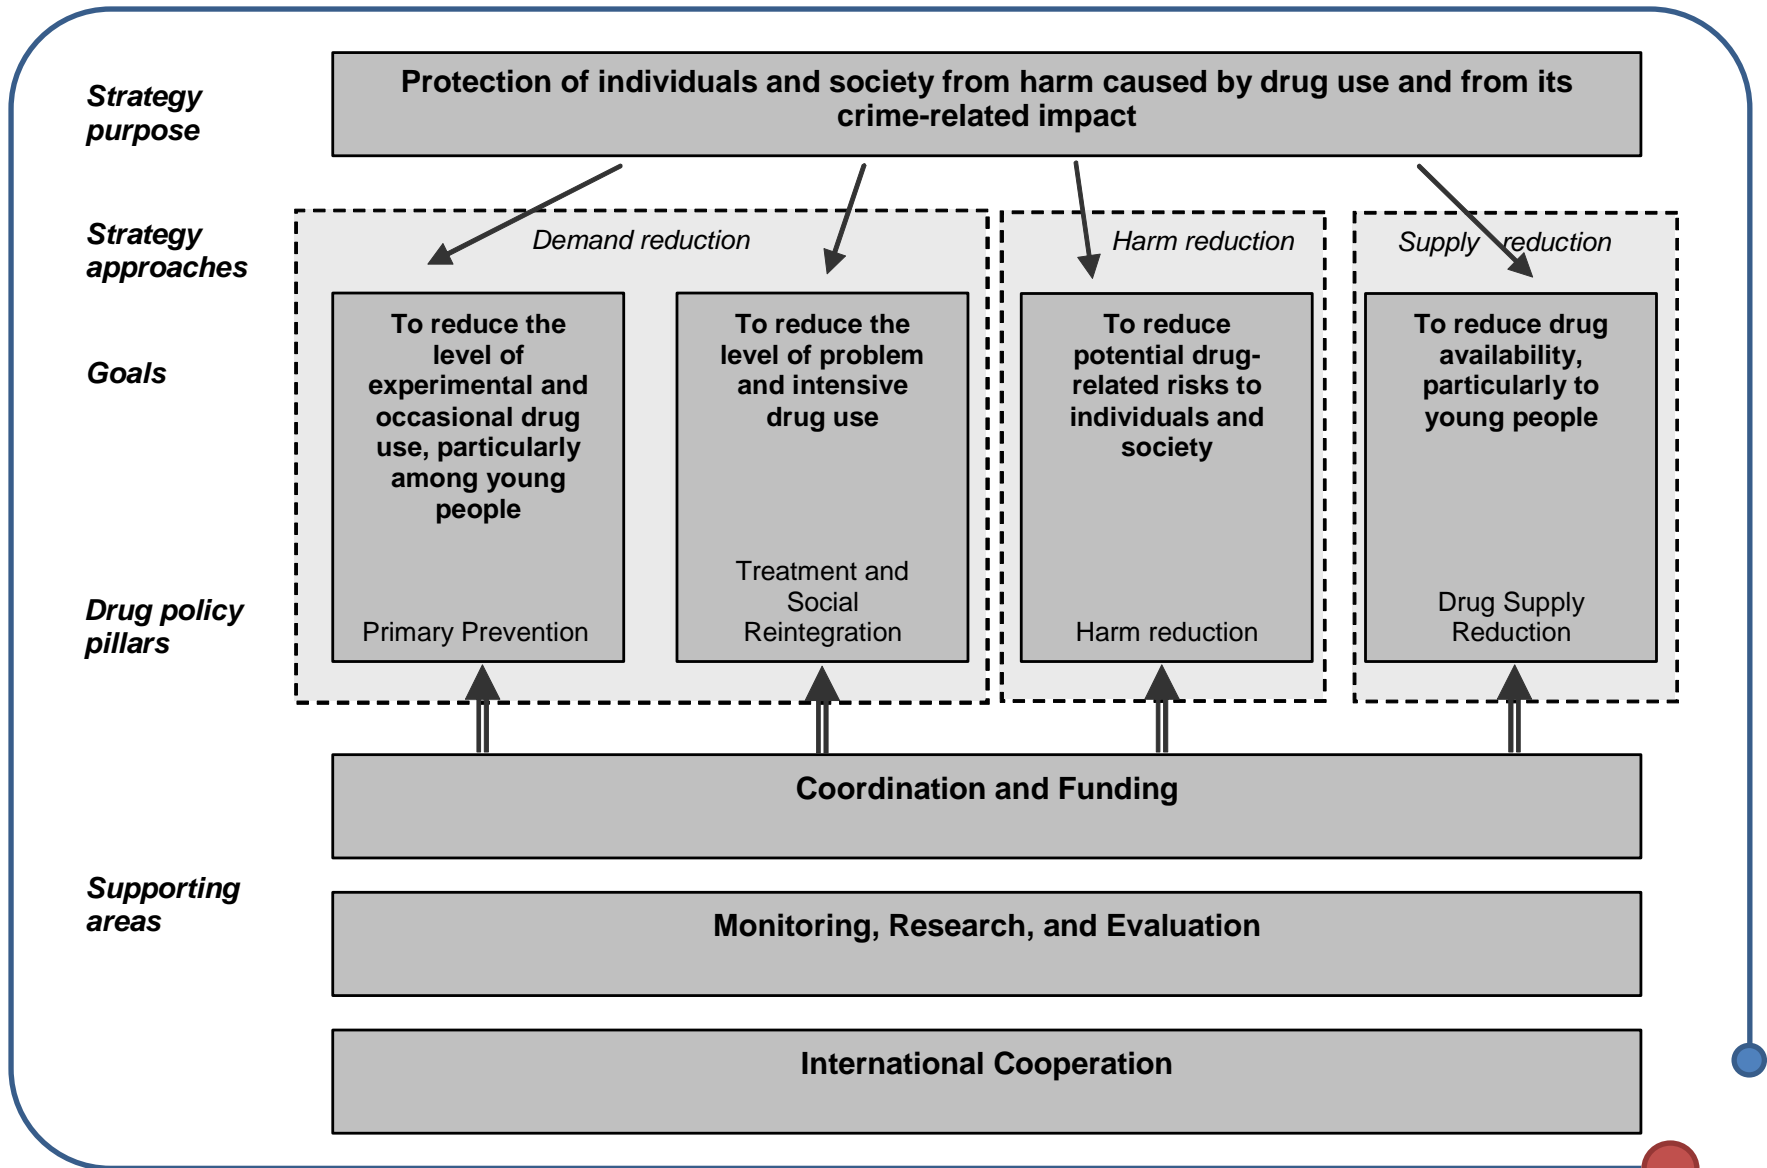 Strategy
purpose
Protection of individuals and society from harm caused by drug use and from its
crime-related impact
Strategy
approaches
Demand reduction
Harm reduction
Supply reduction
Goals
To reduce the
level of
experimental and
occasional drug
use, particularly
among young
people
To reduce the
level of problem
and intensive
drug use
To reduce
potential drug-
related risks to
individuals and
society
To reduce drug
availability,
particularly to
young people
Drug policy
pillars
Primary Prevention
Treatment and
Social
Reintegration
Harm reduction
Drug Supply
Reduction
Supporting
areas
Coordination and Funding
Monitoring, Research, and Evaluation
International Cooperation